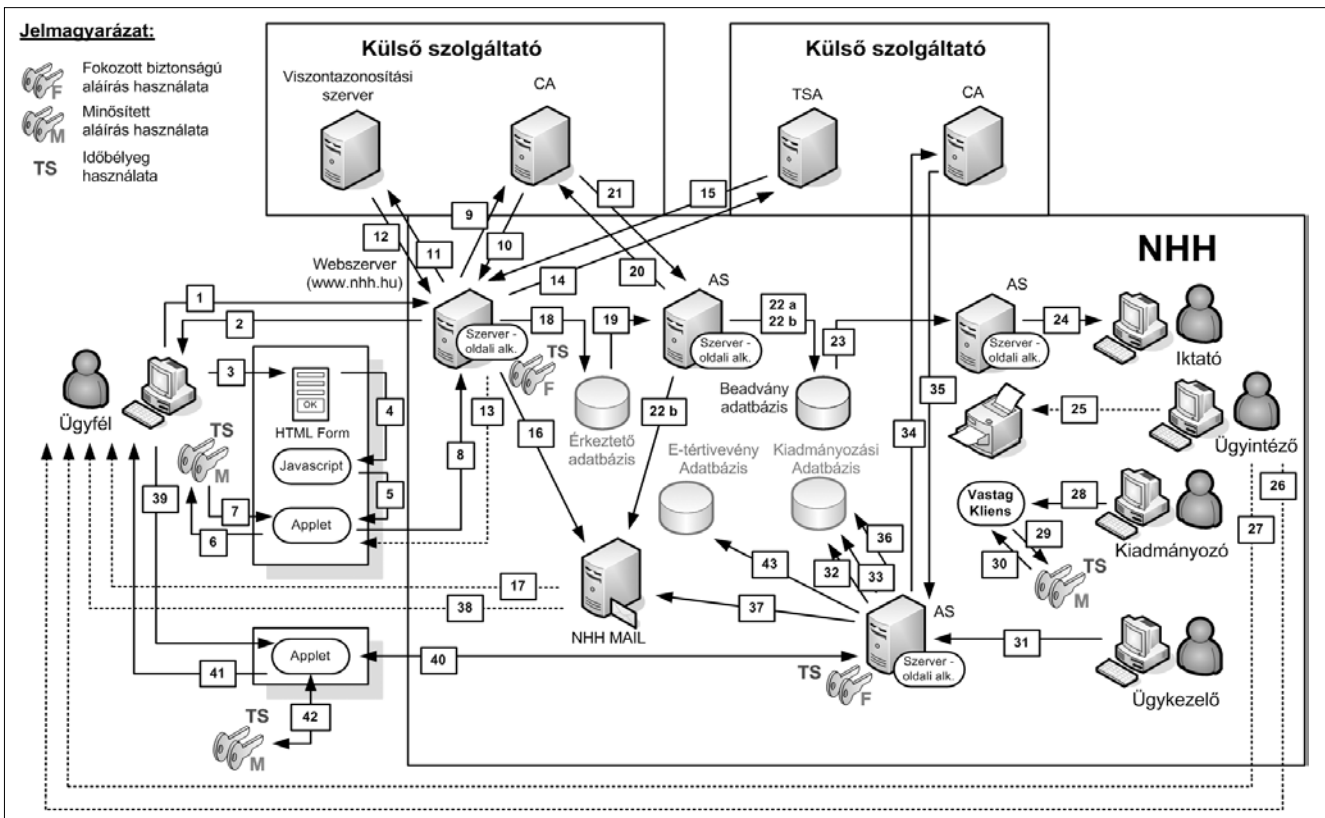 Jelmagyarázat:
Fokozott biztonságú
aláírás használata
F
Minősített
aláírás használata
M
TS
Időbélyeg
használata
Külső szolgáltató
Viszontazonosítási
szerver
CA
Külső szolgáltató
TSA
CA
NHH
9
21
15
12
11
10
20
14
Webszerver
(www.nhh.hu)
AS
AS
1
2
3
18
19
22 a
22 b
23
24
Szerver -
oldali alk.
Szerver -
oldali alk.
Szerver -
oldali alk.
Iktató
TS
F
Ügyfél
OK
HTML Form
4
13
16
22 b
Érkeztető
adatbázis
Beadvány
adatbázis
35
34
25
Ügyintéző
26
27
TS
M
Javascript
5
8
E-tértivevény
Adatbázis
Kiadmányozási
Adatbázis
39
7
6
Applet
Vastag
Kliens
28
29
30
TS
M
Kiadmányozó
36
43
32
33
17
38
37
NHH MAIL
AS
31
Szerver -
oldali alk.
TS
F
Ügykezelő
41
Applet
40
42
TS
M